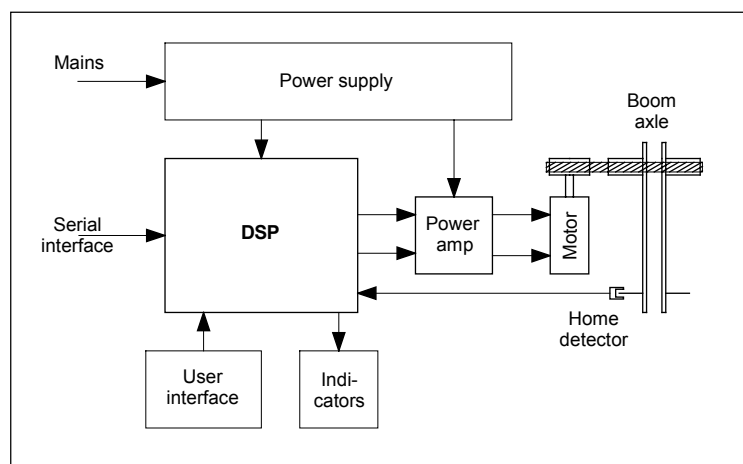 Mains
Power supply
Boom
axle
Serial
interface
DSP
Power
amp
Motor
Home
detector
User
interface
Indi-
cators